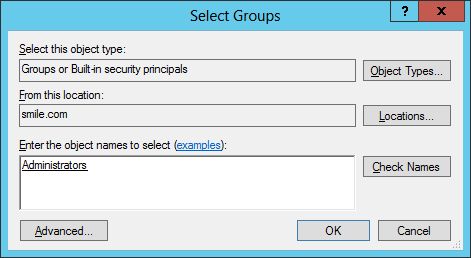 Select Groups
?
x
Select this object type:
Groups or Built-in security principals
Object Types...
From this location:
smile.com
Locations...
Enter the object names to select (examples):
Administrators
Check Names
Advanced...
OK
Cancel